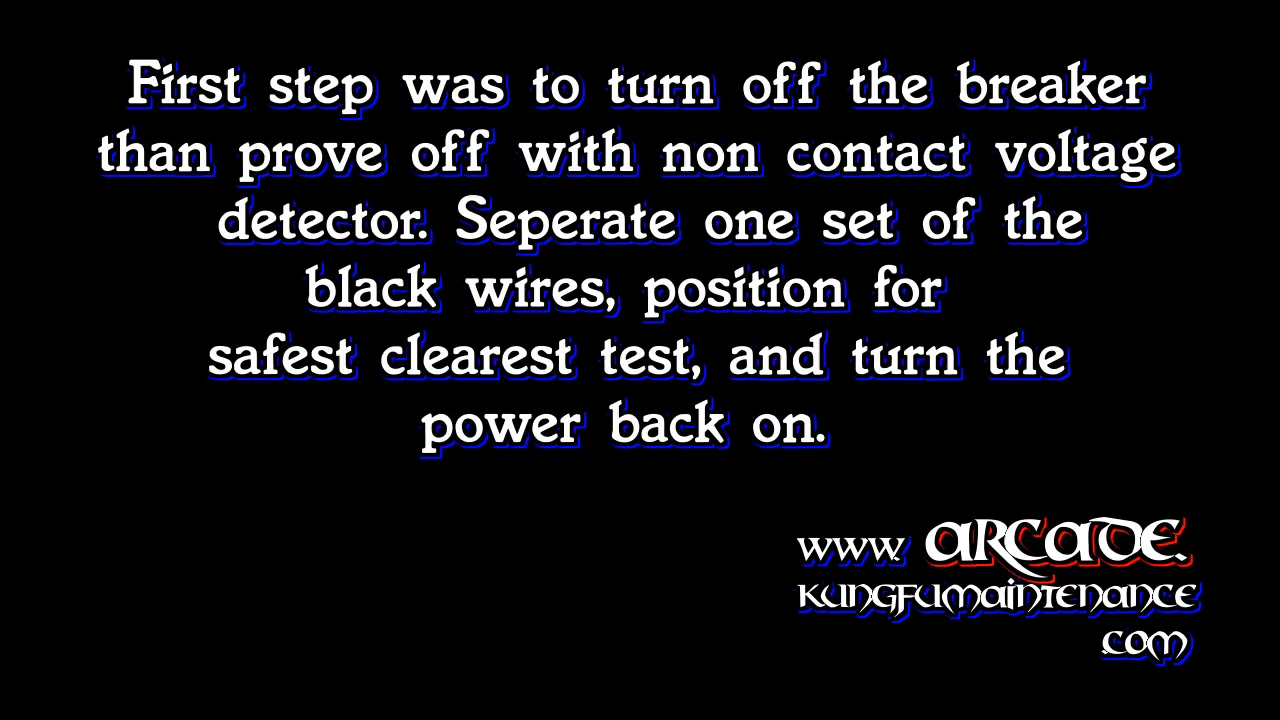 First step was to turn off the breaker
than prove off with non contact voltage
detector. Seperate one set of the
black wires, position for
safest clearest test, and turn the
power back on.
www. ARCADE.
KUNGFUMAINTENANCE
.COM